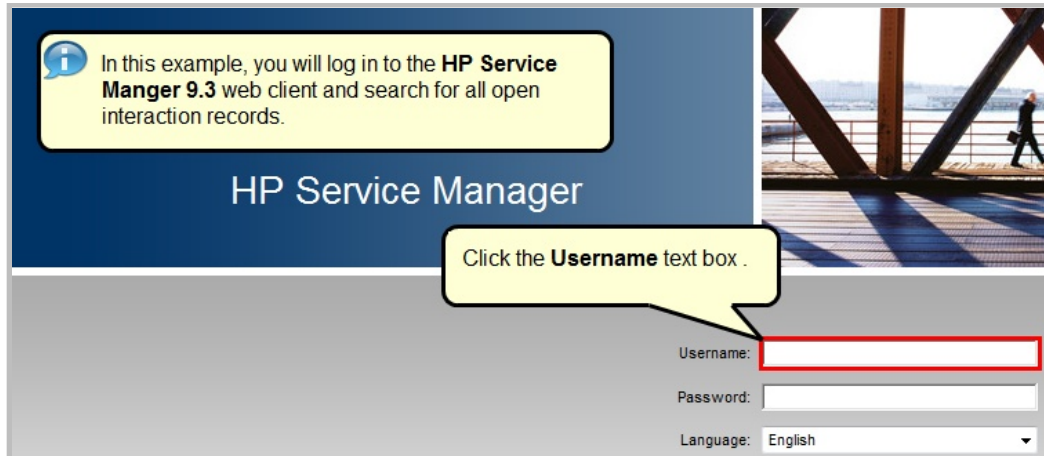 In this example, you will log in to the HP Service
Manger 9.3 web client and search for all open
interaction records.
HP Service Manager
Click the Username text box .
Username:
Password:
Language: English